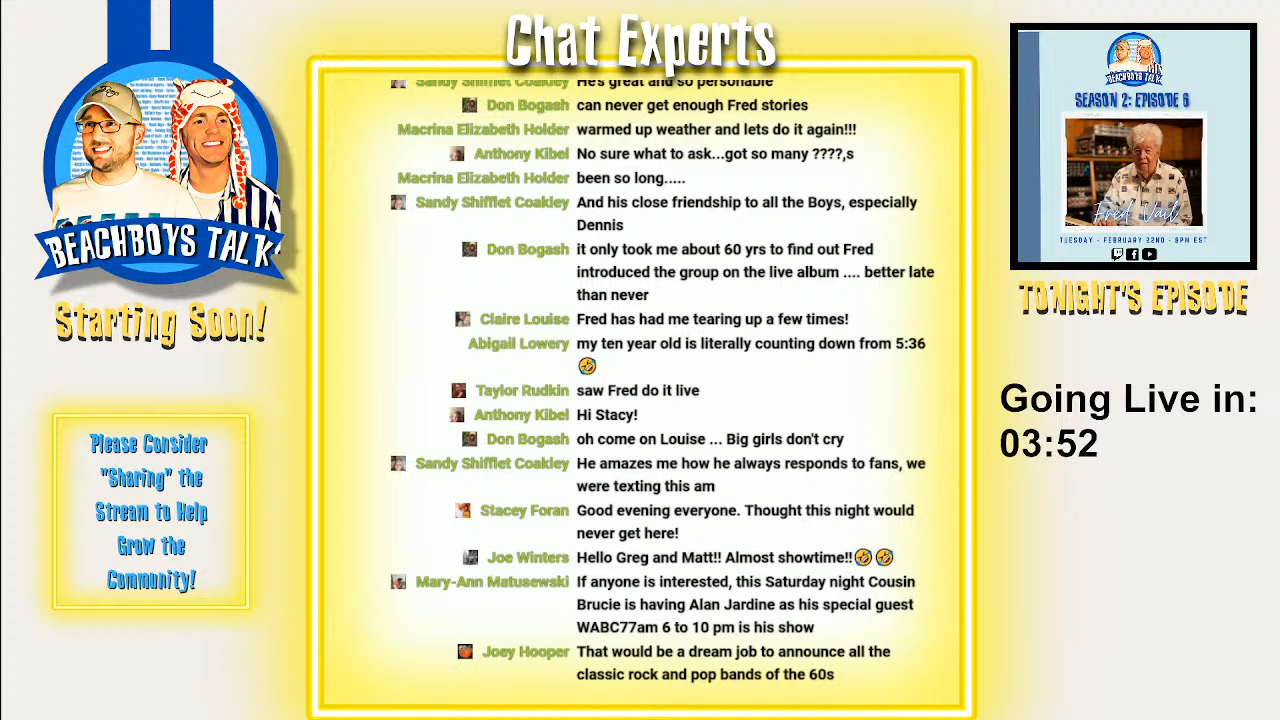 Chat Experts
BEACHBOYS TALK
Starting Soon!
Please Consider
"Sharing" the
Stream to Help
Grow the
Community!
Sandy Shifflet Coakley He's great and so personable
Don Bogash can never get enough Fred stories
Macrina Elizabeth Holder warmed up weather and lets do it again!!!
Anthony Kibel No sure what to ask...got so many ????,s
Macrina Elizabeth Holder been so long.....
Sandy Shifflet Coakley And his close friendship to all the Boys, especially
Dennis
Don Bogash it only took me about 60 yrs to find out Fred
introduced the group on the live album .... better late
than never
Claire Louise Fred has had me tearing up a few times!
Abigail Lowery my ten year old is literally counting down from 5:36
🤣
Taylor Rudkin saw Fred do it live
Anthony Kibel Hi Stacy!
Don Bogash oh come on Louise ... Big girls don't cry
Sandy Shifflet Coakley He amazes me how he always responds to fans, we
were texting this am
Stacey Foran Good evening everyone. Thought this night would
never get here!
Joe Winters Hello Greg and Matt!! Almost showtime!!🤣🤣
Mary-Ann Matusewski If anyone is interested, this Saturday night Cousin
Brucie is having Alan Jardine as his special guest
WABC77am 6 to 10 pm is his show
Joey Hooper That would be a dream job to announce all the
classic rock and pop bands of the 60s
BEACHBOYS TALK
SEASON 2: EPISODE 6
Fred Vail
TUESDAY - FEBRUARY 22ND - 8PM EST
TONIGHT'S EPISODE
Going Live in:
03:52